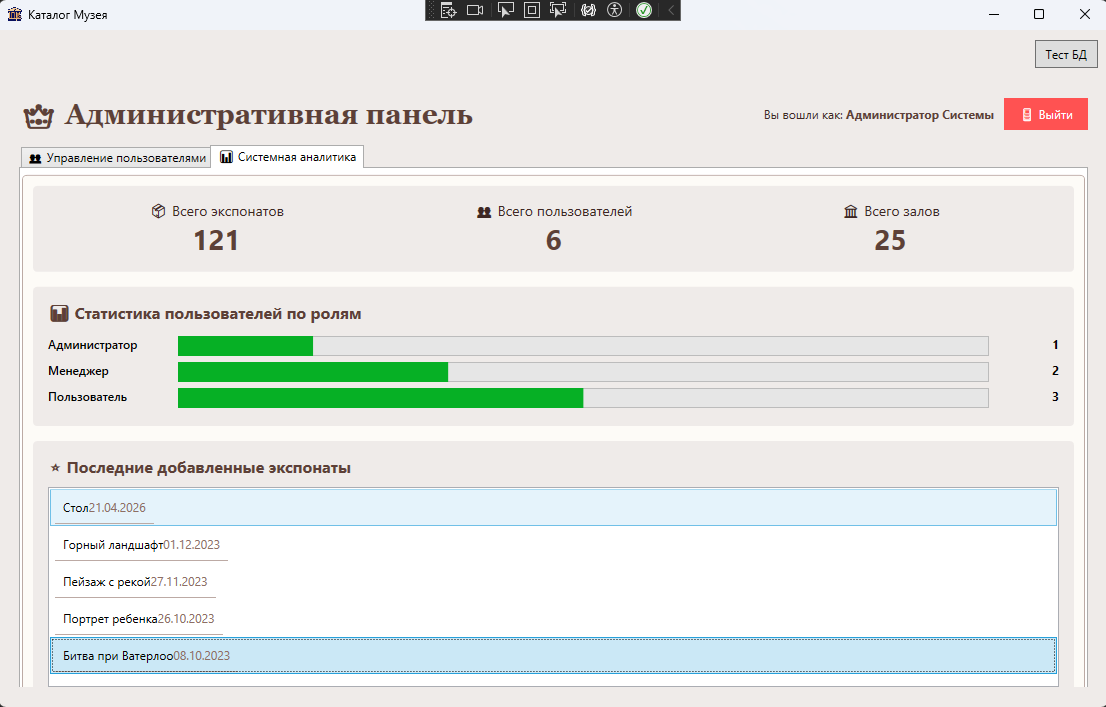 Каталог Музея
Тест БД
Административная панель
Вы вошли как: Администратор Системы
Выйти
Управление пользователями
Системная аналитика
Всего экспонатов
121
Всего пользователей
6
Всего залов
25
Статистика пользователей по ролям
Администратор 1
Менеджер 2
Пользователь 3
Последние добавленные экспонаты
Стол21.04.2026
Горный ландшафт01.12.2023
Пейзаж с рекой27.11.2023
Портрет ребенка26.10.2023
Битва при Ватерлоо08.10.2023